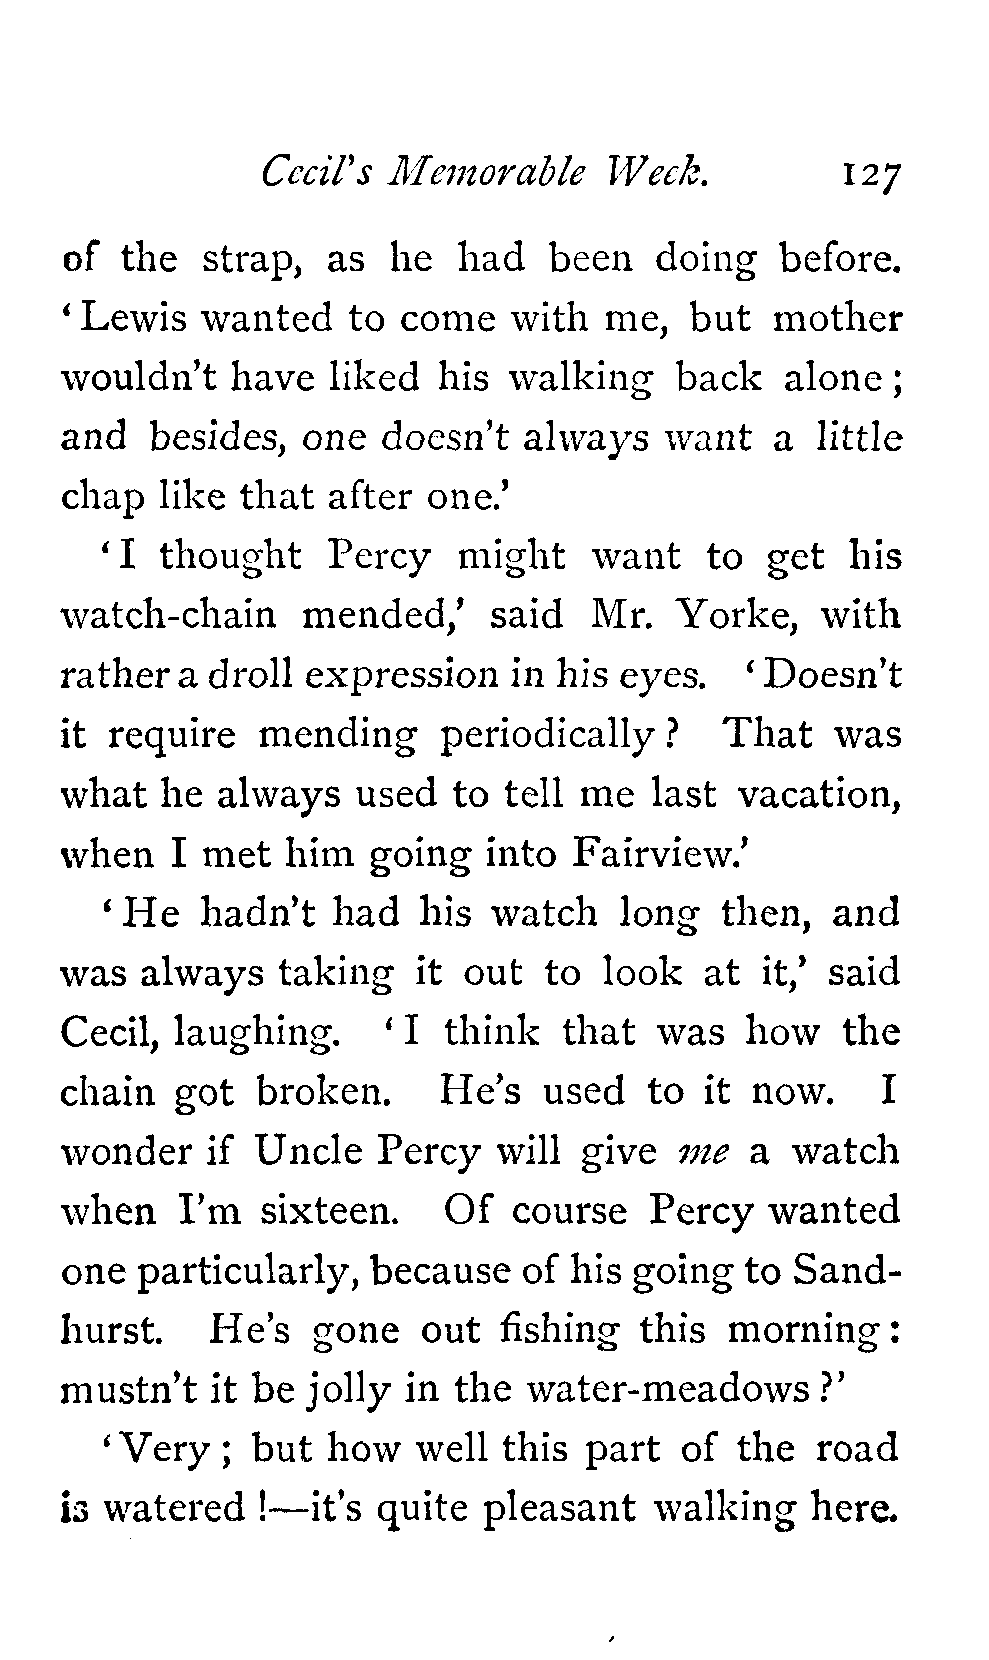 Cecil's Memorable Week. 127
of the strap, as he had been doing before.
‘Lewis wanted to come with me, but mother
wouldn't have liked his walking back alone;
and besides, one doesn't always want a little
chap like that after one.’
‘I thought Percy might want to get his
watch-chain mended,’ said Mr. Yorke, with
rather a droll expression in his eyes. ‘Doesn't
it require mending periodically? That was
what he always used to tell me last vacation,
when I met him going into Fairview.’
‘He hadn't had his watch long then, and
was always taking it out to look at it,’ said
Cecil, laughing. ‘I think that was how the
chain got broken. He's used to it now. I
wonder if Uncle Percy will give me a watch
when I'm sixteen. Of course Percy wanted
one particularly, because of his going to Sand-
hurst. He's gone out fishing this morning:
mustn't it be jolly in the water-meadows?’
‘Very; but how well this part of the road
is watered!—it's quite pleasant walking here.